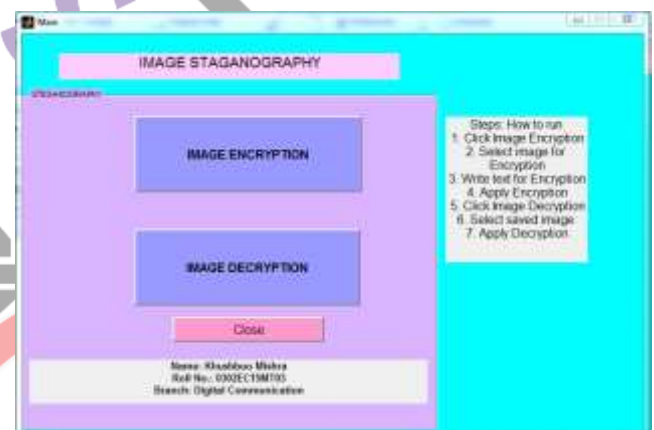 Main
IMAGE STAGANOGRAPHY
IMAGE ENCRYPTION
IMAGE DECRYPTION
Close
Name: Khushboo Mishra
Roll No.: 0302EC19MT03
Branch: Digital Communication
Steps: How to run
1. Click Image Encryption
2. Select image for
Encryption
3. Write text for Encryption
4. Apply Encryption
5. Click Image Decryption
6. Select saved image
7. Apply Decryption